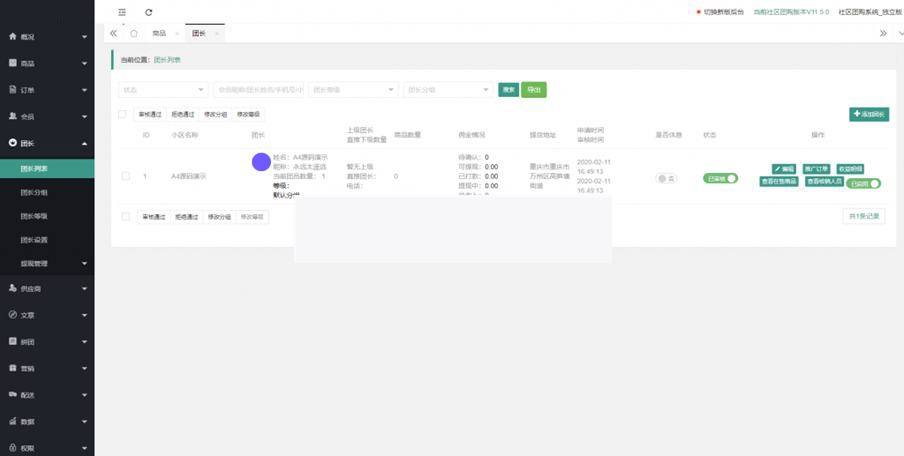 切换新版后台
当前社区团购版本V11.5.0
社区团购系统_独立版
概况
商品
订单
会员
团长
团长列表
团长分组
团长等级
团长设置
提现管理
供应商
文章
拼团
营销
配送
数据
权限
商品
团长
当前位置：团长列表
状态
会员昵称/团长姓名/手机号/小
团长等级
团长分组
搜索
导出
审核通过 拒绝通过 修改分组 修改等级
添加团长
ID 小区名称 团长 上级团长 商品数量 佣金情况 提货地址 申请时间 是否休息 状态 操作
直推下级数量
审核时间
1
A4源码演示
姓名：A4源码演示
昵称：永远太遥远
当前团员数量： 1
等级：
默认分类
暂无上级
直推团长：
电话：
0
待确认：0
可提现：0.00
已打款：0.00
提现中：0.00
重庆市重庆市
万州区高笋塘
街道
2020-02-11
16:49:13
2020-02-11
16:49:13
否
已审核
编辑
推广订单
收益明细
查看在售商品
查看核销人员
已启用
审核通过 拒绝通过 修改分组 修改等级
共1条记录